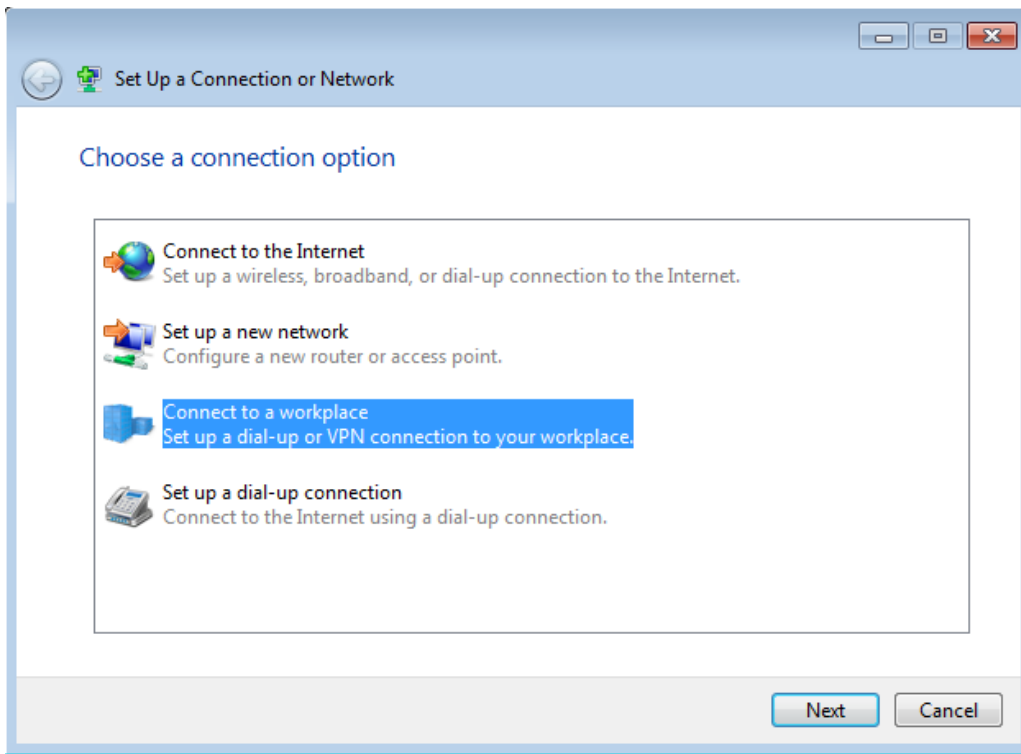 Set Up a Connection or Network
Choose a connection option
Connect to the Internet
Set up a wireless, broadband, or dial-up connection to the Internet.
Set up a new network
Configure a new router or access point.
Connect to a workplace
Set up a dial-up or VPN connection to your workplace.
Set up a dial-up connection
Connect to the Internet using a dial-up connection.
Next
Cancel